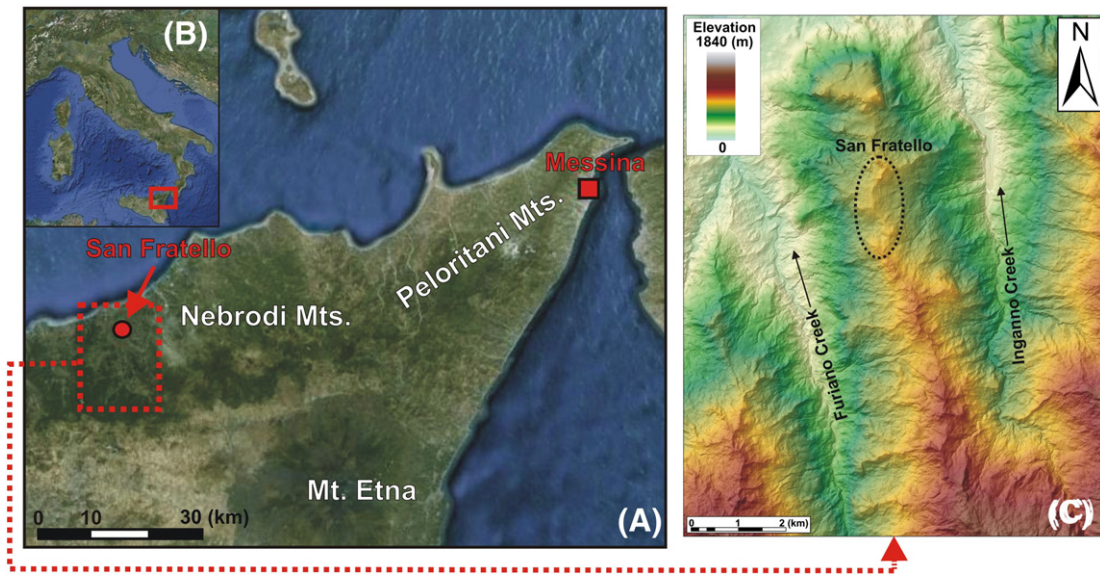 (B)
Messina
San Fratello
Peloritani Mts.
Nebrodi Mts.
Mt. Etna
0 10 30 (km)
(A)
Elevation
1840 (m)
0
N
San Fratello
Furiano Creek
Inganno Creek
0 1 2 (km)
(C)